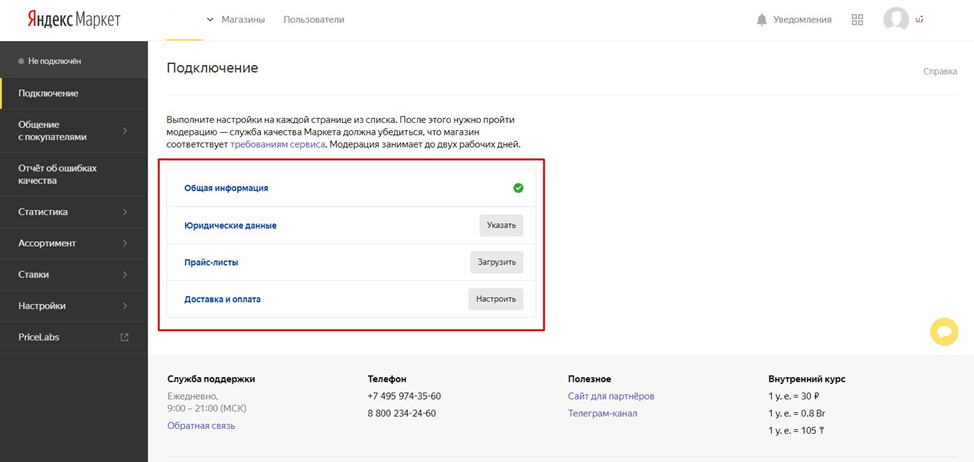 Яндекс Маркет
Магазины
Пользователи
Уведомления
Не подключён
Подключение
Общение
с покупателями
Отчёт об ошибках
качества
Статистика
Ассортимент
Ставки
Настройки
PriceLabs
Подключение
Справка
Выполните настройки на каждой странице из списка. После этого нужно пройти
модерацию — служба качества Маркета должна убедиться, что магазин
соответствует требованиям сервиса. Модерация занимает до двух рабочих дней.
Общая информация
Юридические данные
Указать
Прайс-листы
Загрузить
Доставка и оплата
Настроить
Служба поддержки
Ежедневно,
9:00 – 21:00 (МСК)
Обратная связь
Телефон
+7 495 974-35-60
8 800 234-24-60
Полезное
Сайт для партнёров
Телеграм-канал
Внутренний курс
1 у. е. = 30 ₽
1 у. е. = 0.8 Br
1 у. е. = 105 ₸